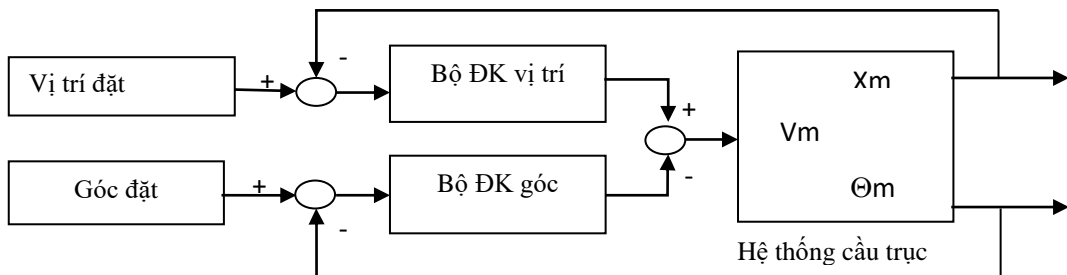 -
Vị trí đặt
+
Bộ ĐK vị trí
Xm
+
Vm
Góc đặt
+
Bộ ĐK góc
-
Θm
-
Hệ thống cầu trục